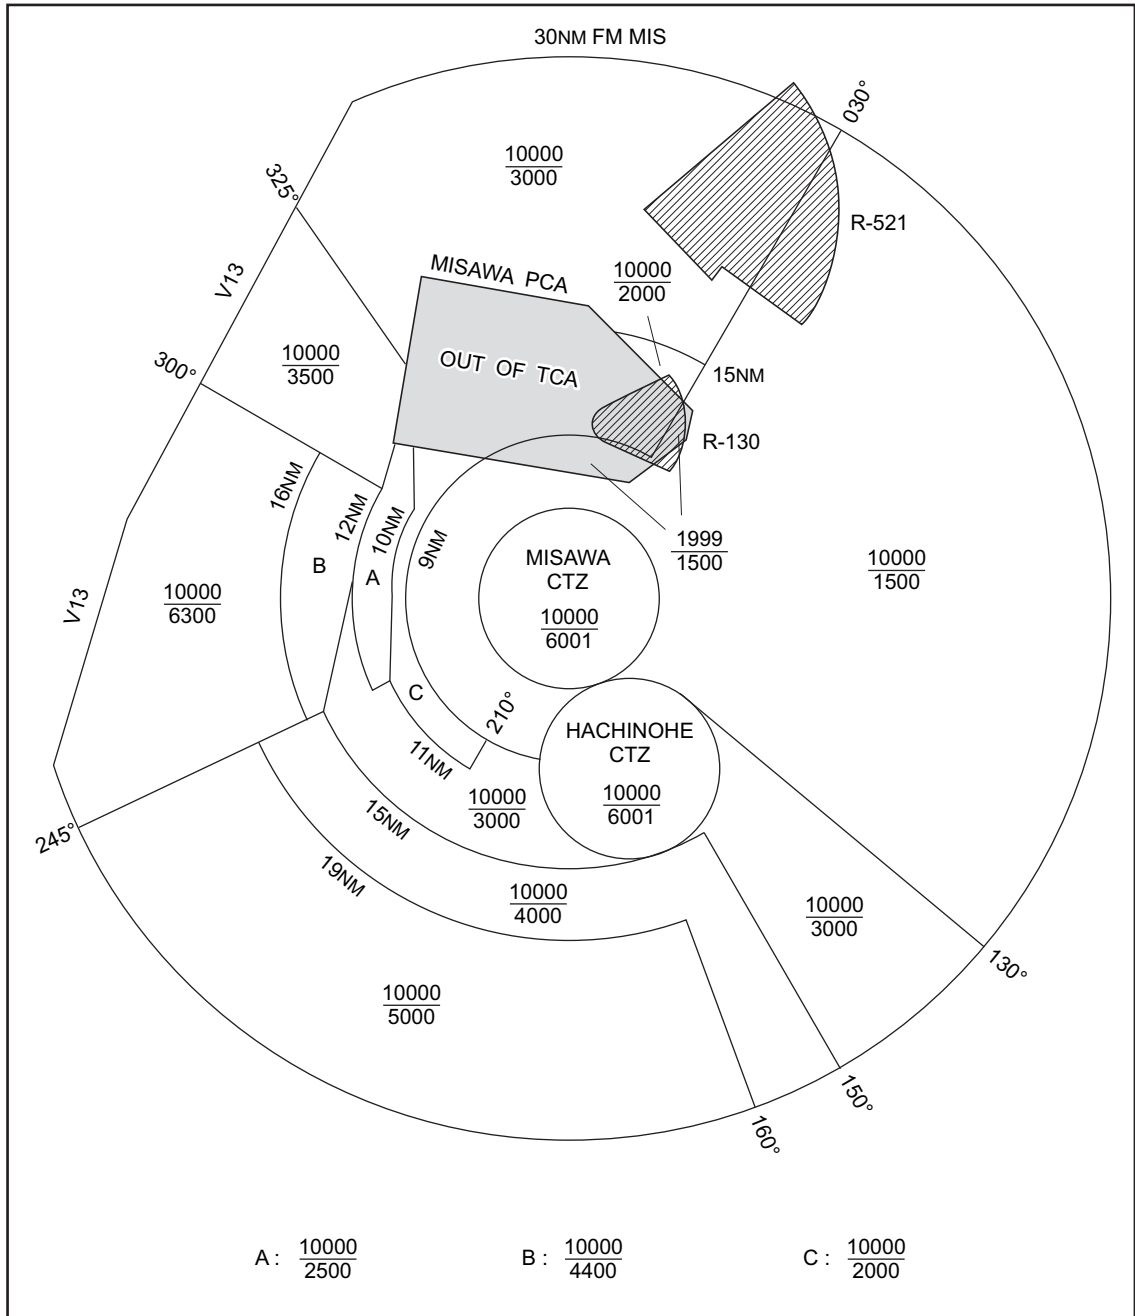 30NM FM MIS
030°
10000
3000
325°
R-521
MISAWA PCA
10000
2000
V13
OUT OF TCA
10000
3500
300°
15NM
R-130
16NM
12NM
10NM
9NM
1999
1500
MISAWA
CTZ
10000
6001
B
A
10000
1500
V13
10000
6300
C
210°
HACHINOHE
CTZ
10000
6001
11NM
10000
3000
15NM
245°
19NM
10000
4000
10000
3000
130°
10000
5000
150°
160°
A : 10000
2500
B : 10000
4400
C : 10000
2000